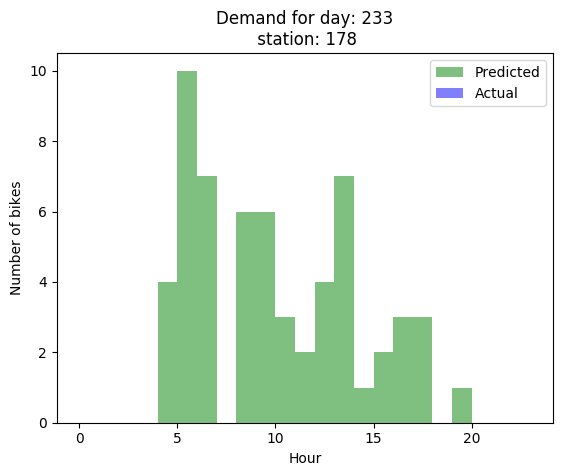 Demand for day: 233
station: 178
Predicted
Actual
10
8
6
4
2
0
Number of bikes
0 5 10 15 20
Hour